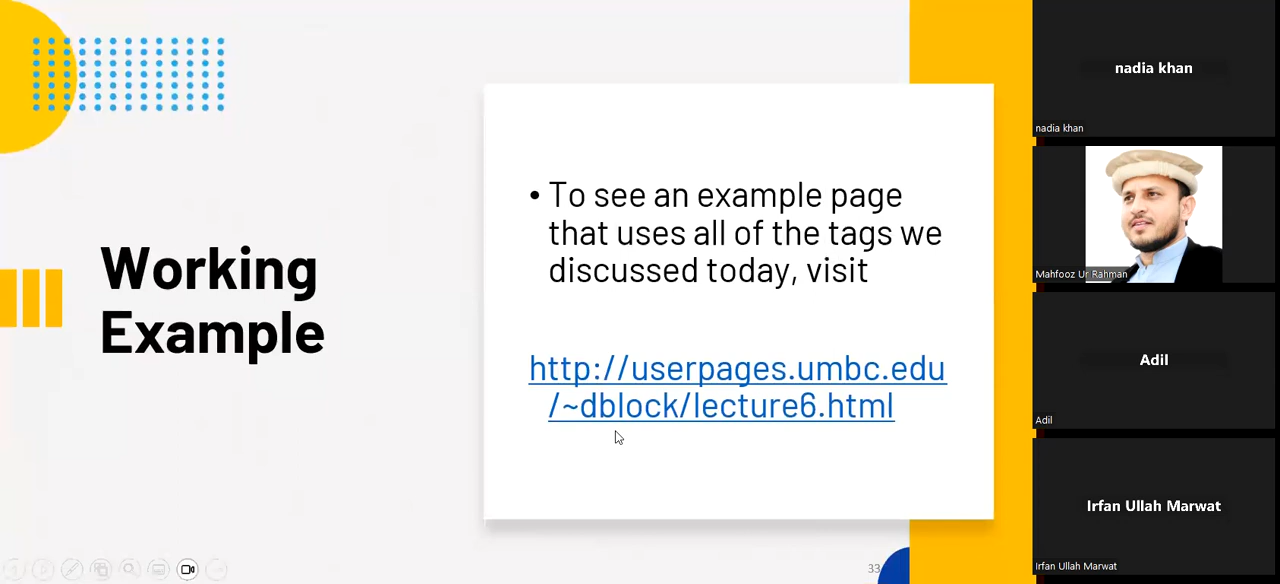 Working
Example
• To see an example page
that uses all of the tags we
discussed today, visit
http://userpages.umbc.edu
/~dblock/lecture6.html
33
nadia khan
nadia khan
Mahfooz Ur Rahman
Adil
Adil
Irfan Ullah Marwat
Irfan Ullah Marwat